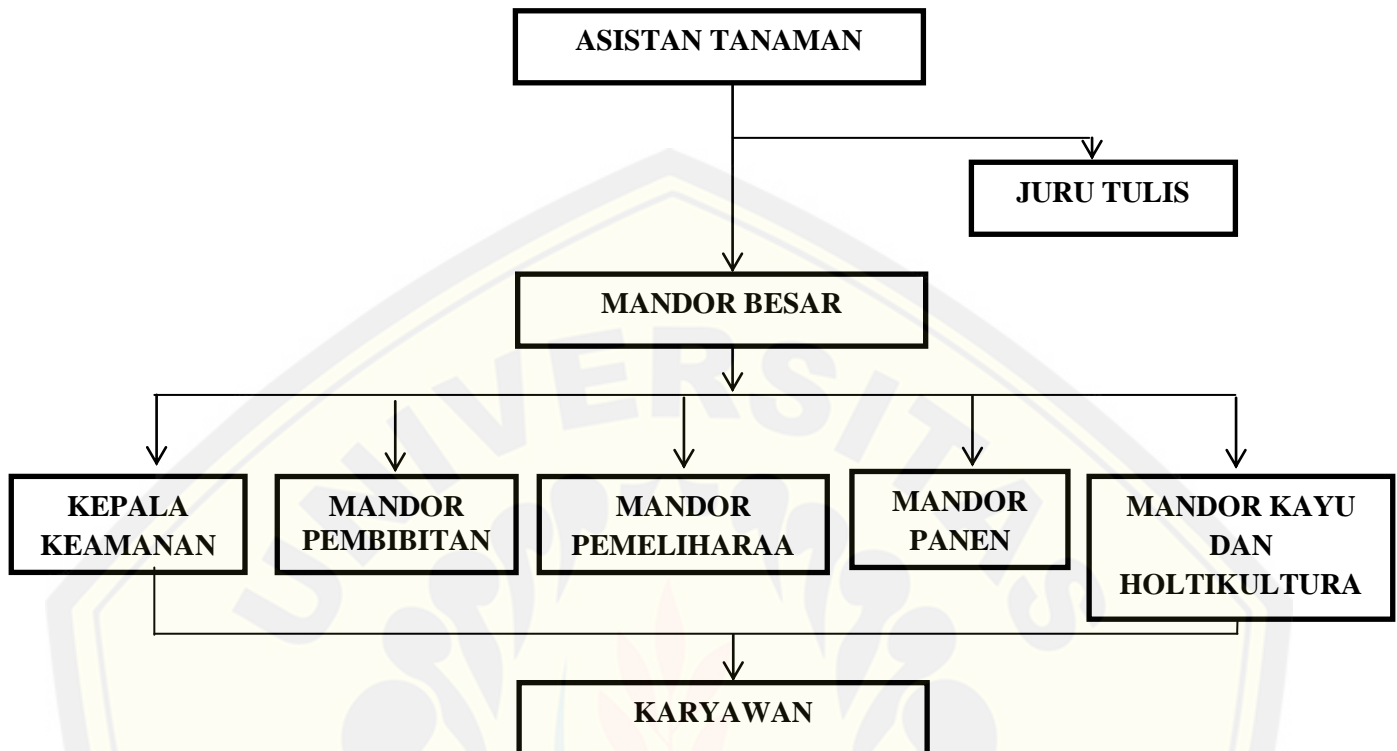 ASISTAN TANAMAN
JURU TULIS
MANDOR BESAR
UNIVERSITAS
KEPALA
KEAMANAN
MANDOR
PEMBIBITAN
MANDOR
PEMELIHARAA
MANDOR
PANEN
MANDOR KAYU
DAN
HOLTIKULTURA
KARYAWAN